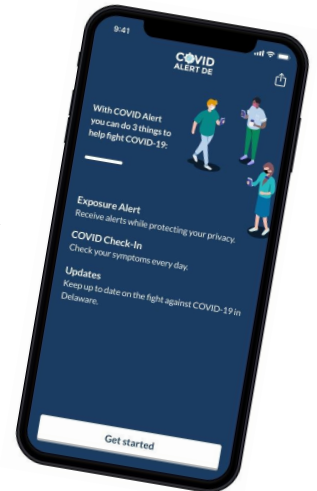 9:41
COVID
ALERT DE
With COVID Alert
you can do 3 things to
help fight COVID-19:
Exposure Alert
Receive alerts while protecting your privacy.
COVID Check-In
Check your symptoms every day.
Updates
Keep up to date on the fight against COVID-19 in
Delaware.
Get started